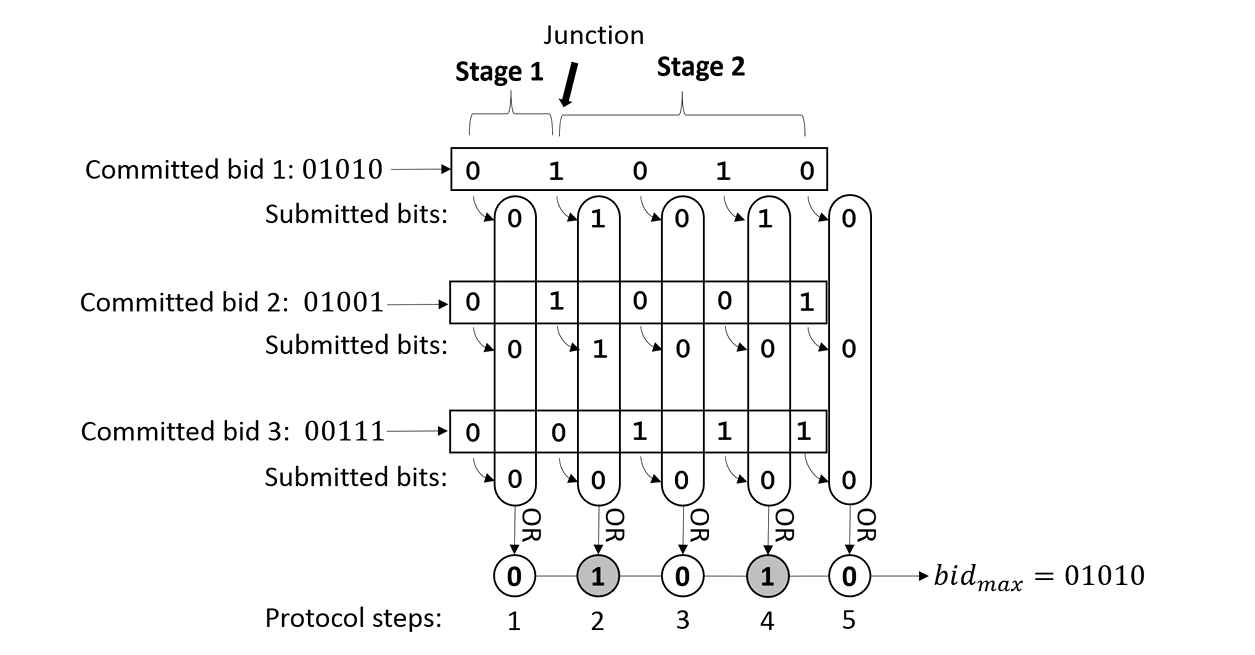 Junction
Stage 1 Stage 2
Committed bid 1: 01010 0 1 0 1 0
Submitted bits: 0 1 0 1 0
Committed bid 2: 01001 0 1 0 0 1
Submitted bits: 0 1 0 0 0
Committed bid 3: 00111 0 0 1 1 1
Submitted bits: 0 0 0 0 0
OR OR OR OR OR
0 1 0 1 0 bid_max = 01010
Protocol steps: 1 2 3 4 5